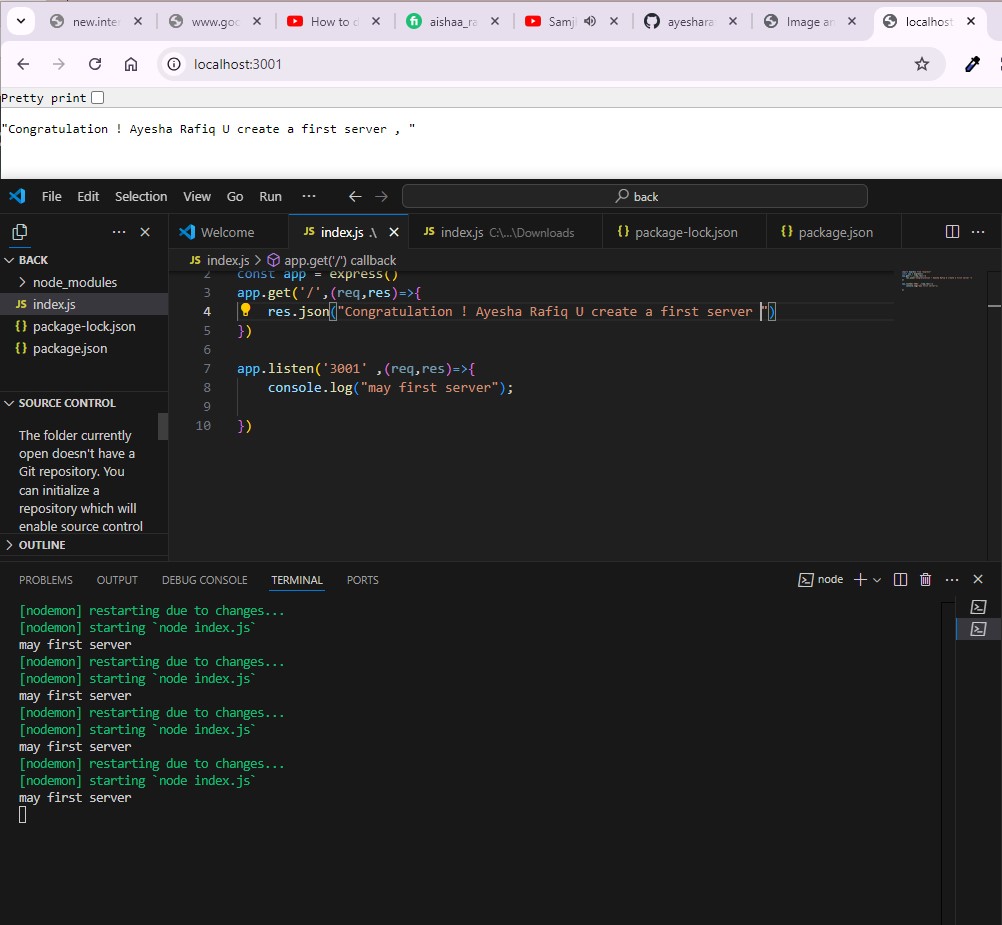 new.inte
www.goo
How to d
aishaa_ra
Samjl
ayeshara
Image an
localhost
localhost:3001
Pretty print
"Congratulation ! Ayesha Rafiq U create a first server , "
File Edit Selection View Go Run ··· back
Welcome
JS index.js .\
JS index.js C:\...\Downloads
{} package-lock.json
{} package.json
JS index.js > app.get('/') callback
BACK
node_modules
JS index.js
{} package-lock.json
{} package.json
SOURCE CONTROL
The folder currently
open doesn't have a
Git repository. You
can initialize a
repository which will
enable source control
OUTLINE
2 const app = express()
3 app.get('/',(req,res)=>{
4 res.json("Congratulation ! Ayesha Rafiq U create a first server ")
5 })
6
7 app.listen('3001' ,(req,res)=>{
8 console.log("may first server");
9
10 })
PROBLEMS OUTPUT DEBUG CONSOLE TERMINAL PORTS node
[nodemon] restarting due to changes...
[nodemon] starting `node index.js`
may first server
[nodemon] restarting due to changes...
[nodemon] starting `node index.js`
may first server
[nodemon] restarting due to changes...
[nodemon] starting `node index.js`
may first server
[nodemon] restarting due to changes...
[nodemon] starting `node index.js`
may first server